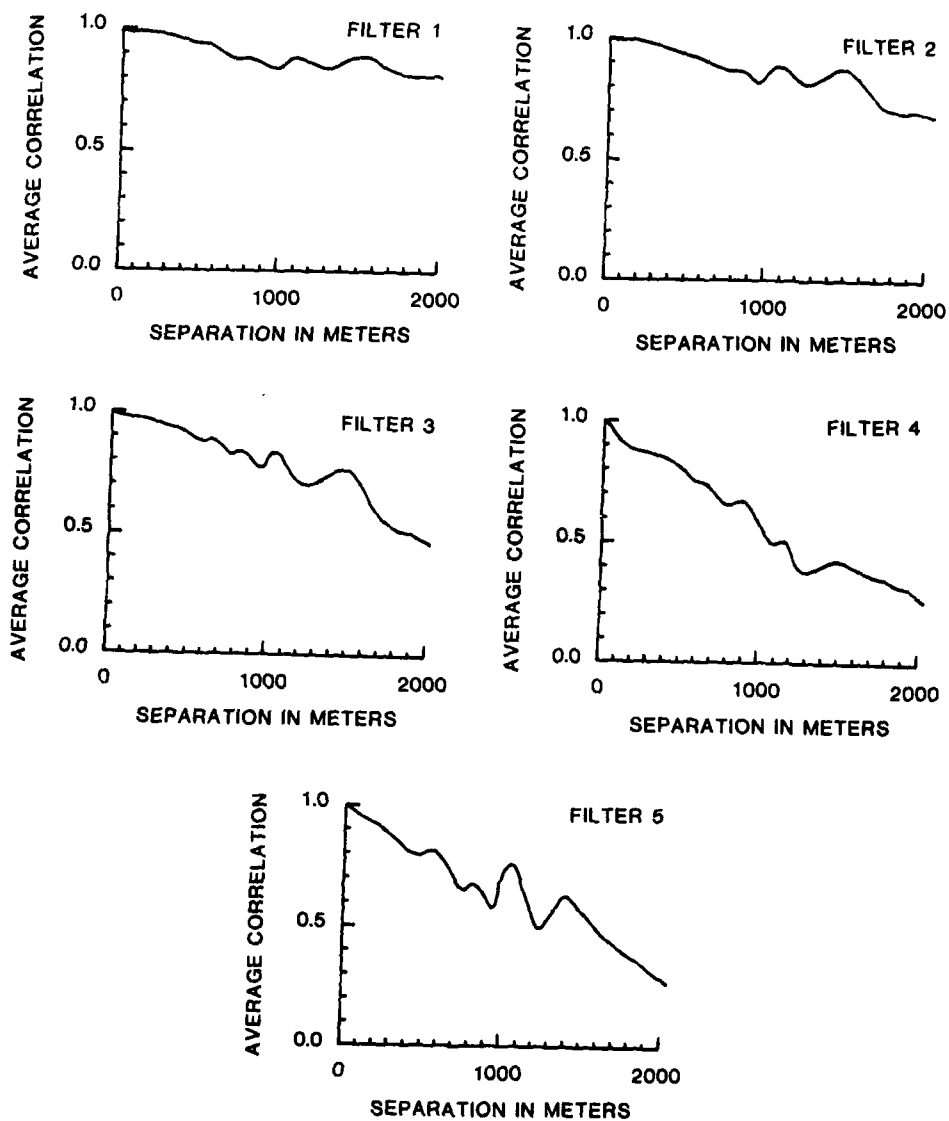 FILTER 1
AVERAGE CORRELATION
1.0
0.5
0.0
0 1000 2000
SEPARATION IN METERS
FILTER 2
AVERAGE CORRELATION
1.0
0.5
0.0
0 1000 2000
SEPARATION IN METERS
FILTER 3
AVERAGE CORRELATION
1.0
0.5
0.0
0 1000 2000
SEPARATION IN METERS
FILTER 4
AVERAGE CORRELATION
1.0
0.5
0.0
0 1000 2000
SEPARATION IN METERS
FILTER 5
AVERAGE CORRELATION
1.0
0.5
0.0
0 1000 2000
SEPARATION IN METERS